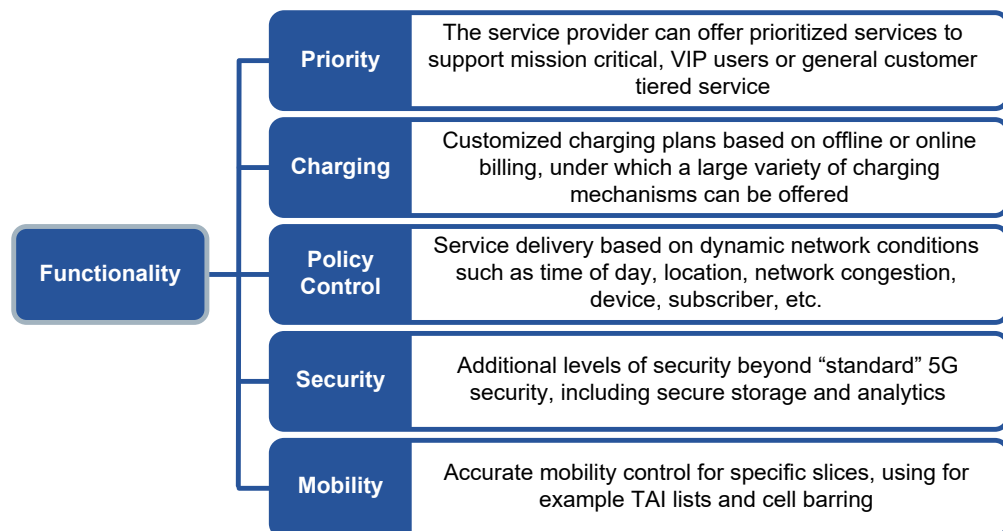 Functionality
Priority
The service provider can offer prioritized services to
support mission critical, VIP users or general customer
tiered service
Charging
Customized charging plans based on offline or online
billing, under which a large variety of charging
mechanisms can be offered
Policy
Control
Service delivery based on dynamic network conditions
such as time of day, location, network congestion,
device, subscriber, etc.
Security
Additional levels of security beyond “standard” 5G
security, including secure storage and analytics
Mobility
Accurate mobility control for specific slices, using for
example TAI lists and cell barring